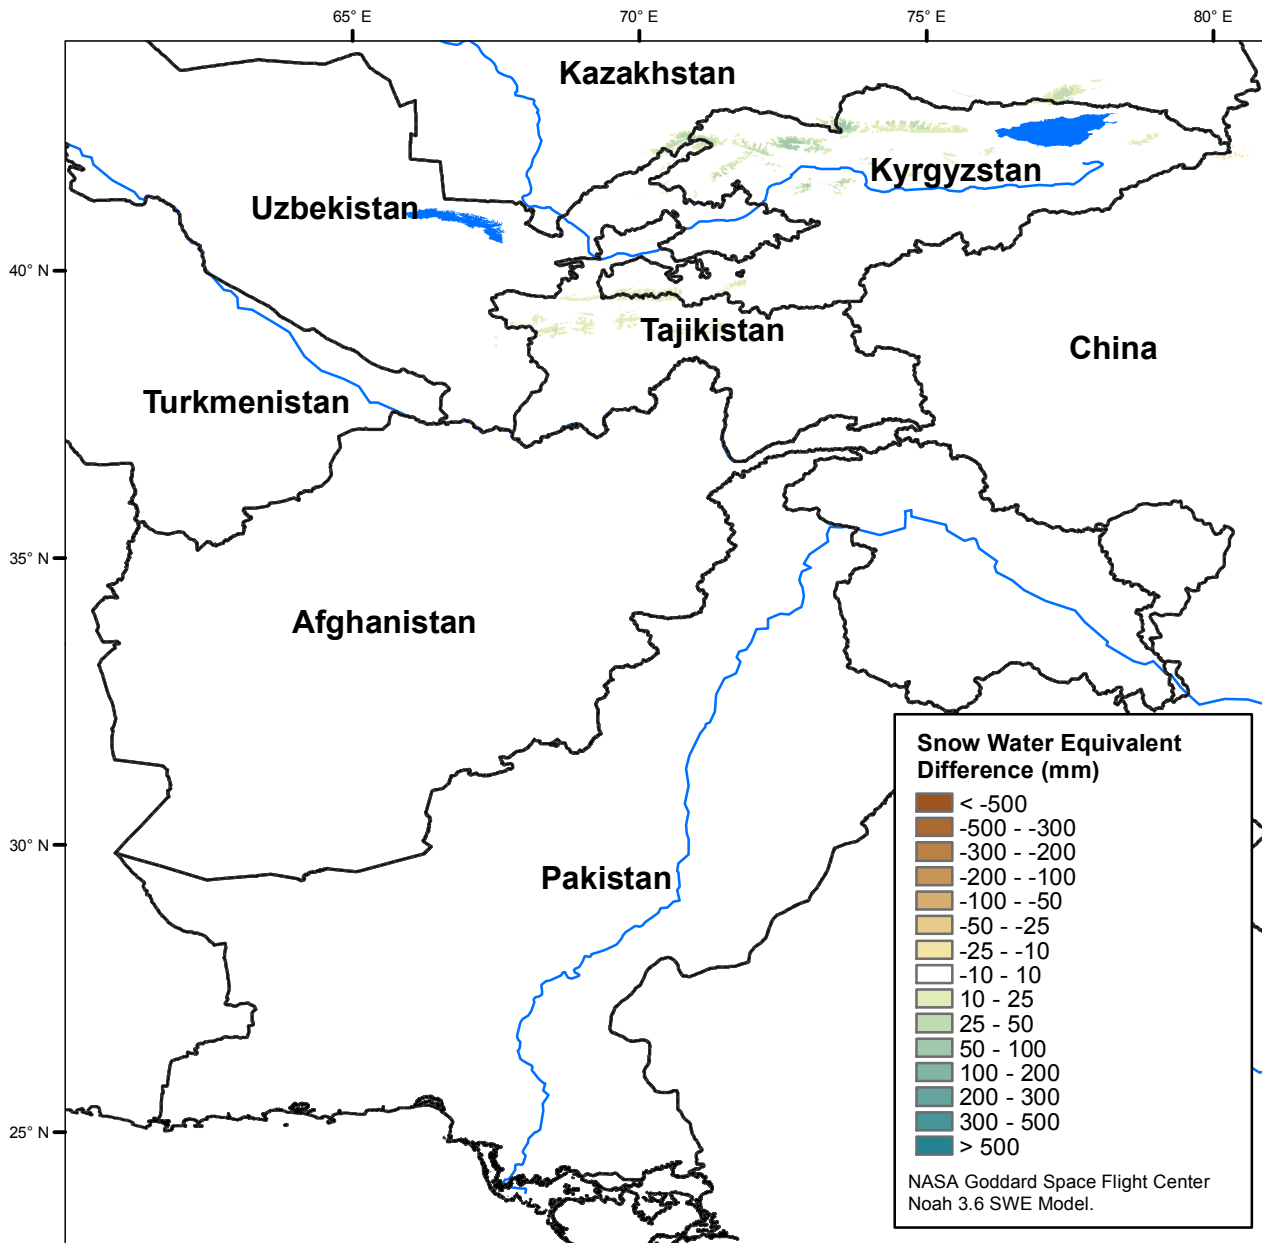 65° E
70° E
75° E
80° E
Kazakhstan
Kyrgyzstan
Uzbekistan
40° N
Tajikistan
China
Turkmenistan
35° N
Afghanistan
30° N
Pakistan
25° N
Snow Water Equivalent
Difference (mm)
< -500
-500 - -300
-300 - -200
-200 - -100
-100 - -50
-50 - -25
-25 - -10
-10 - 10
10 - 25
25 - 50
50 - 100
100 - 200
200 - 300
300 - 500
> 500
NASA Goddard Space Flight Center
Noah 3.6 SWE Model.